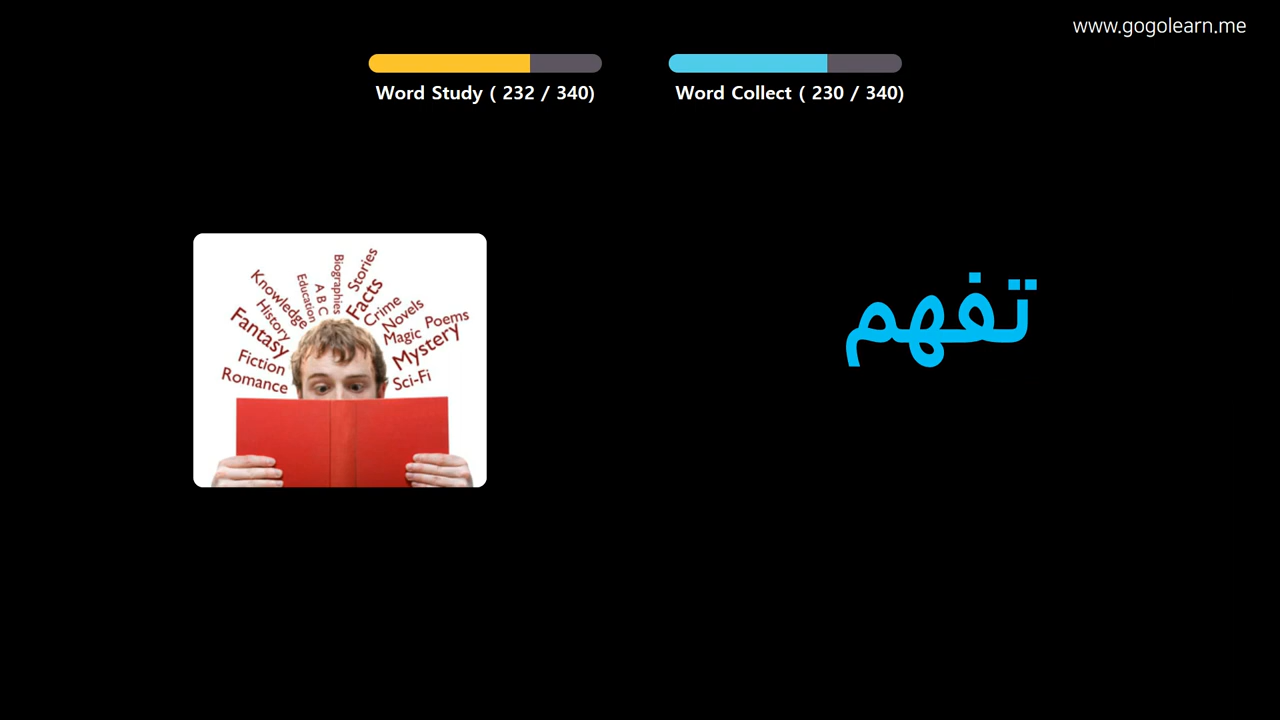 www.gogolearn.me
Word Study ( 232 / 340)
Word Collect ( 230 / 340)
تفهم
Knowledge
History
Fantasy
Fiction
Romance
Education
A B C
Biographies
Stories
Facts
Crime
Novels
Magic
Poems
Mystery
Sci-Fi